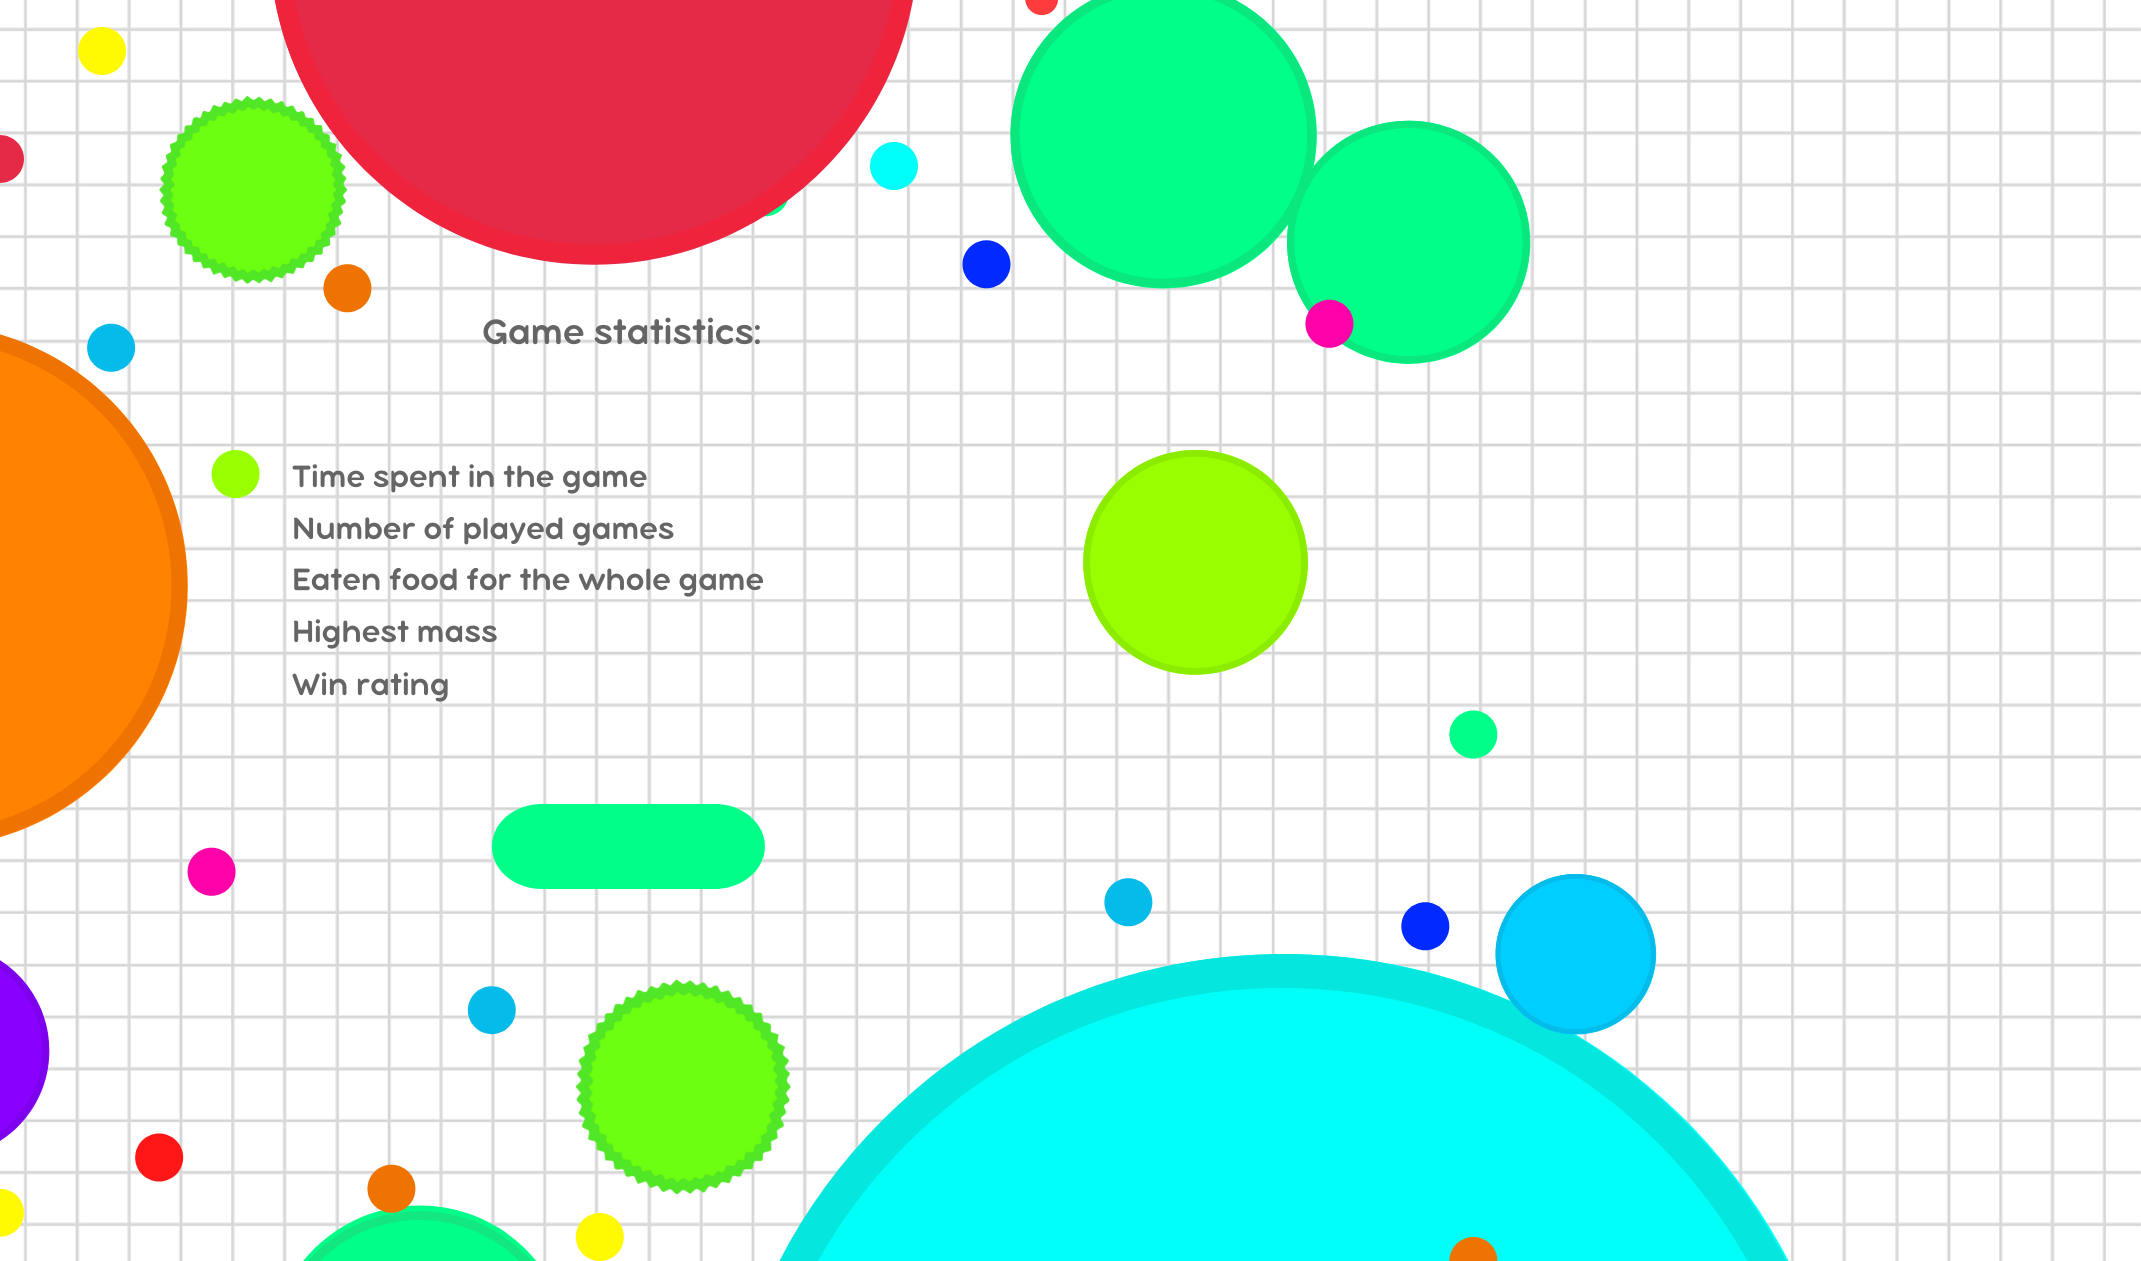 Game statistics:
Time spent in the game
Number of played games
Eaten food for the whole game
Highest mass
Win rating